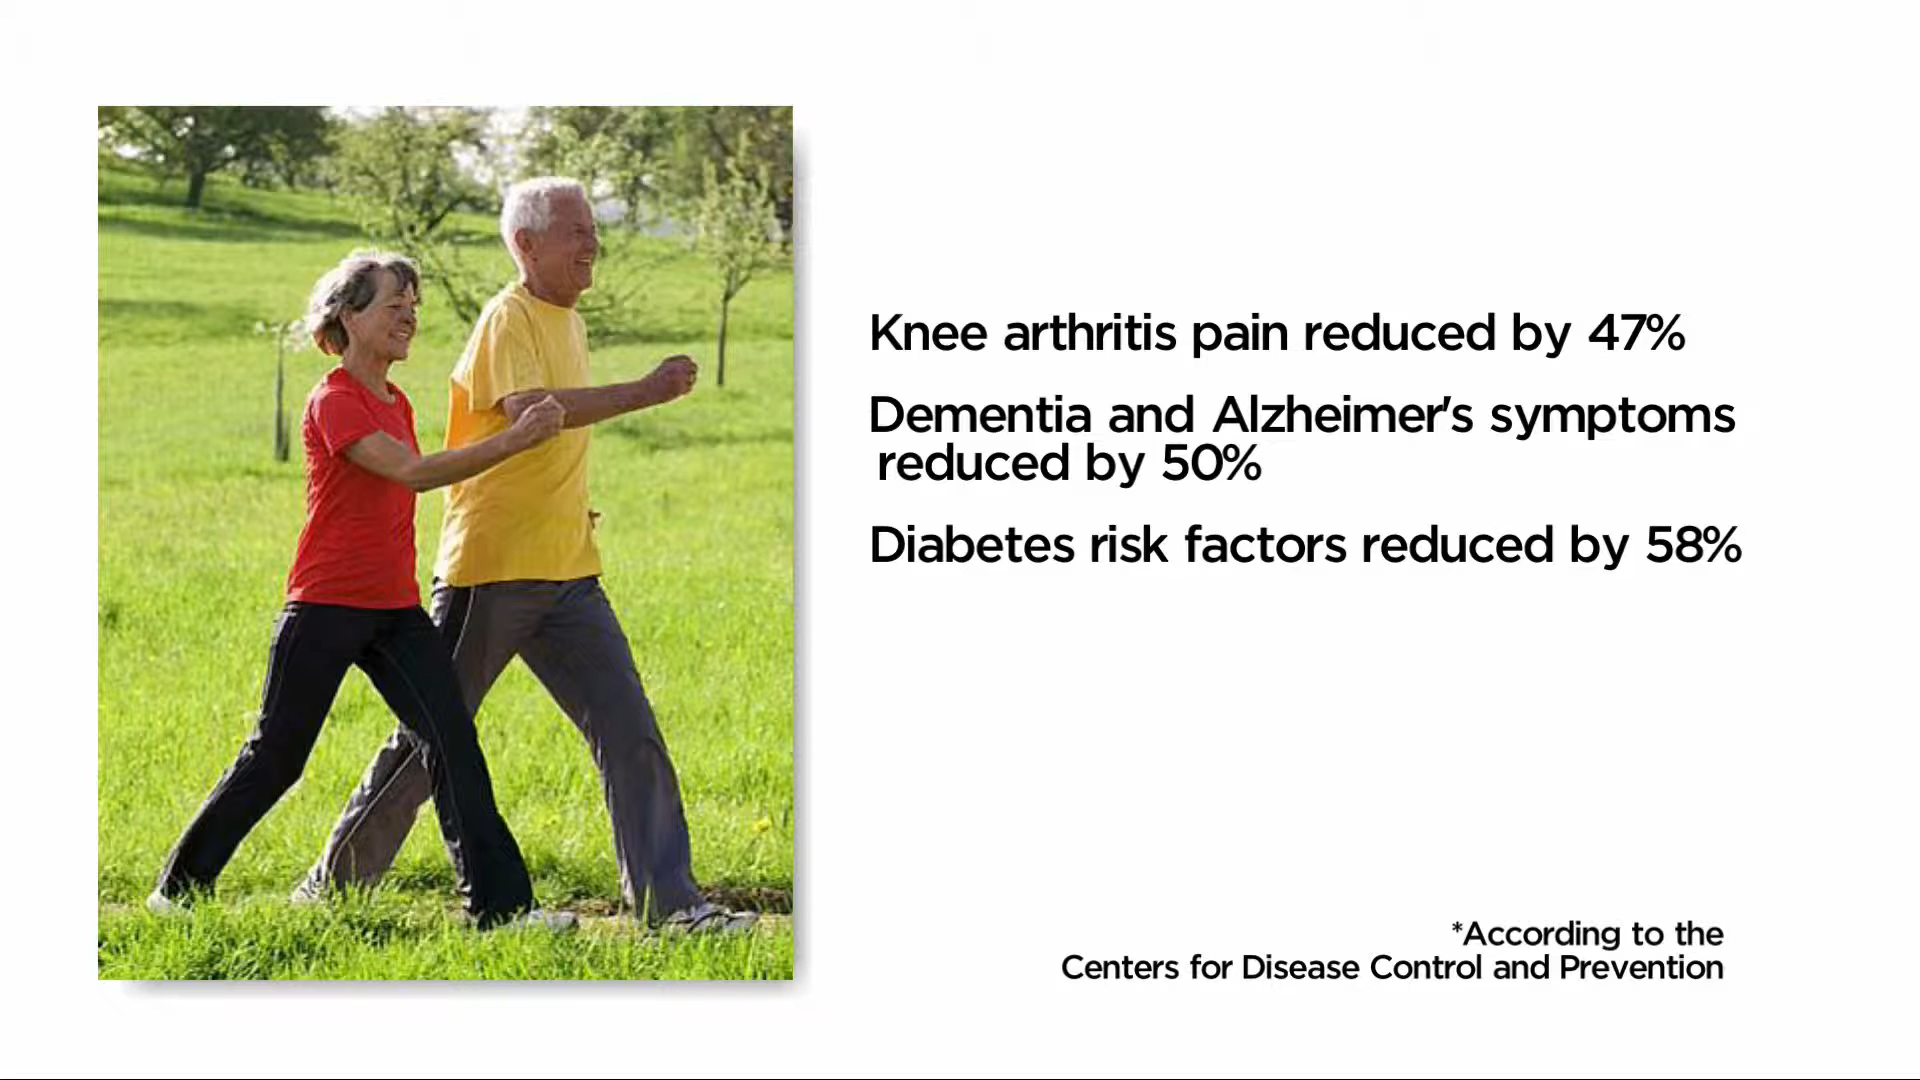 Knee arthritis pain reduced by 47%
Dementia and Alzheimer's symptoms
reduced by 50%
Diabetes risk factors reduced by 58%
*According to the
Centers for Disease Control and Prevention